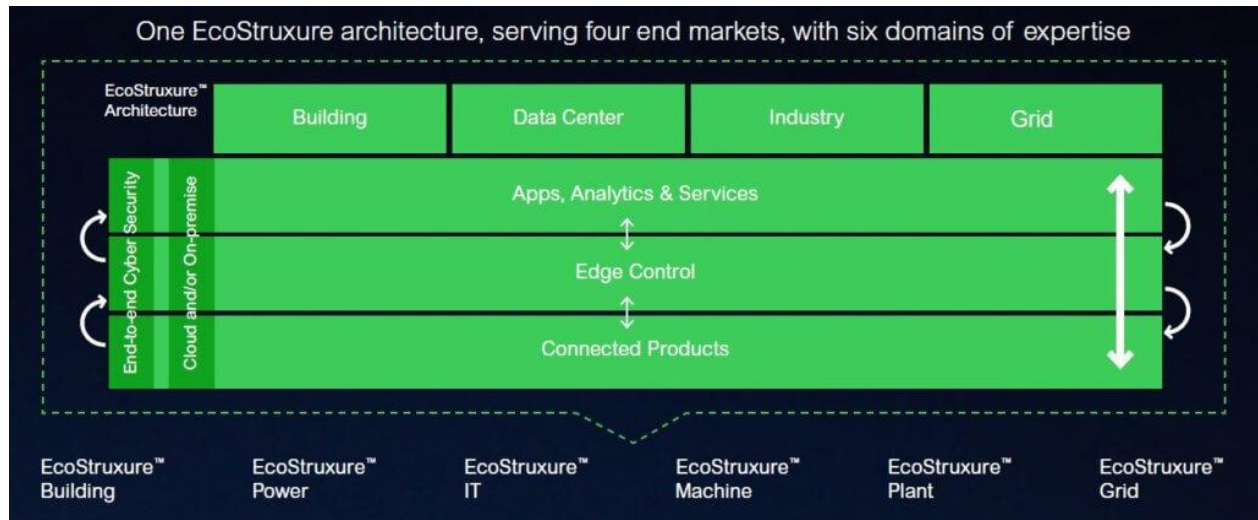 One EcoStruxure architecture, serving four end markets, with six domains of expertise
EcoStruxure™
Architecture
Building
Data Center
Industry
Grid
End-to-end Cyber Security
Cloud and/or On-premise
Apps, Analytics & Services
Edge Control
Connected Products
EcoStruxure™
Building
EcoStruxure™
Power
EcoStruxure™
IT
EcoStruxure™
Machine
EcoStruxure™
Plant
EcoStruxure™
Grid